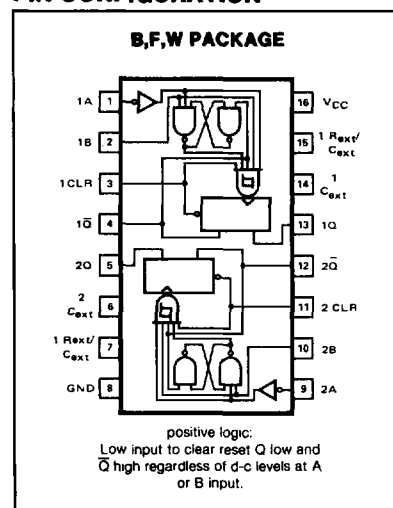 PIN CONFIGURATION
B,F,W PACKAGE
1A 1
1B 2
1CLR 3
1Q̅ 4
2Q 5
2 Cext 6
1 Rext/ Cext 7
GND 8
16 VCC
15 1 Rext/ Cext
14 1 Cext
13 1Q
12 2Q̅
11 2 CLR
10 2B
9 2A
positive logic:
Low input to clear reset Q low and
Q̅ high regardless of d-c levels at A
or B input.